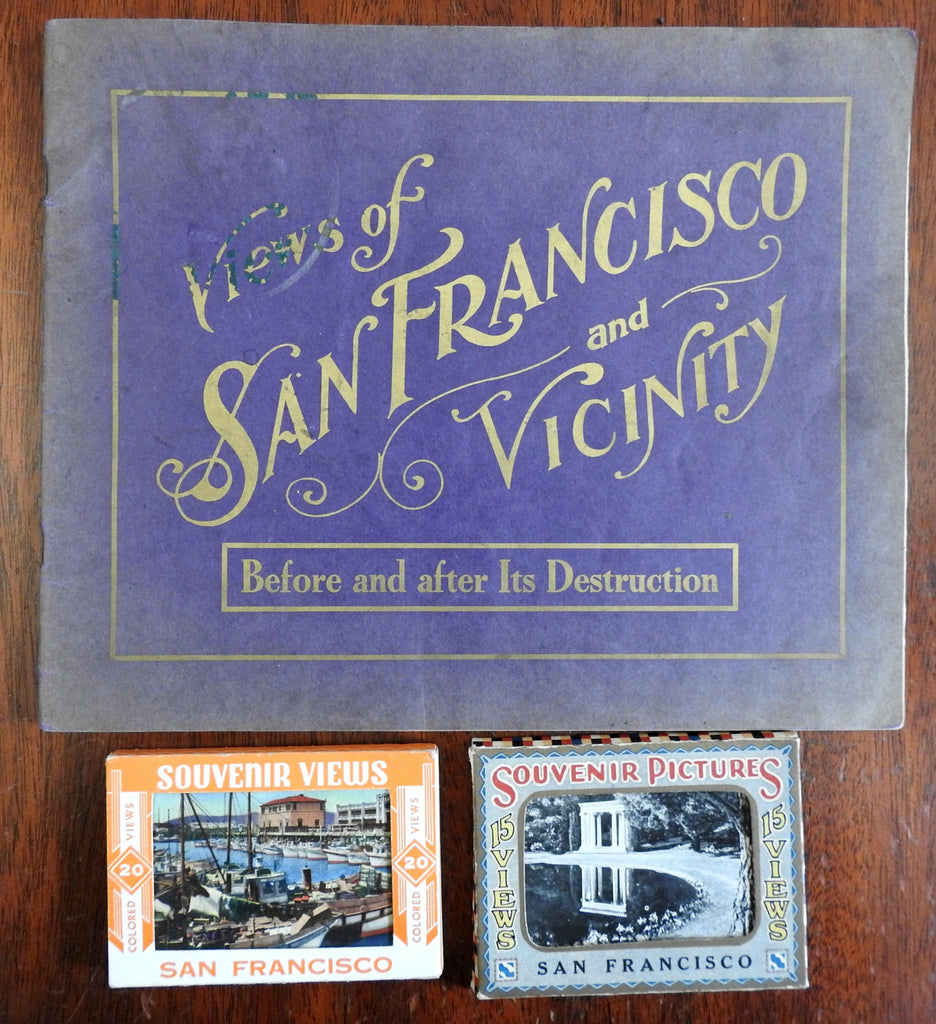 Views of
SAN FRANCISCO
and
VICINITY
Before and after Its Destruction
SOUVENIR VIEWS
COLORED 20 VIEWS
COLORED 20 VIEWS
SAN FRANCISCO
SOUVENIR PICTURES
15 VIEWS
15 VIEWS
SAN FRANCISCO